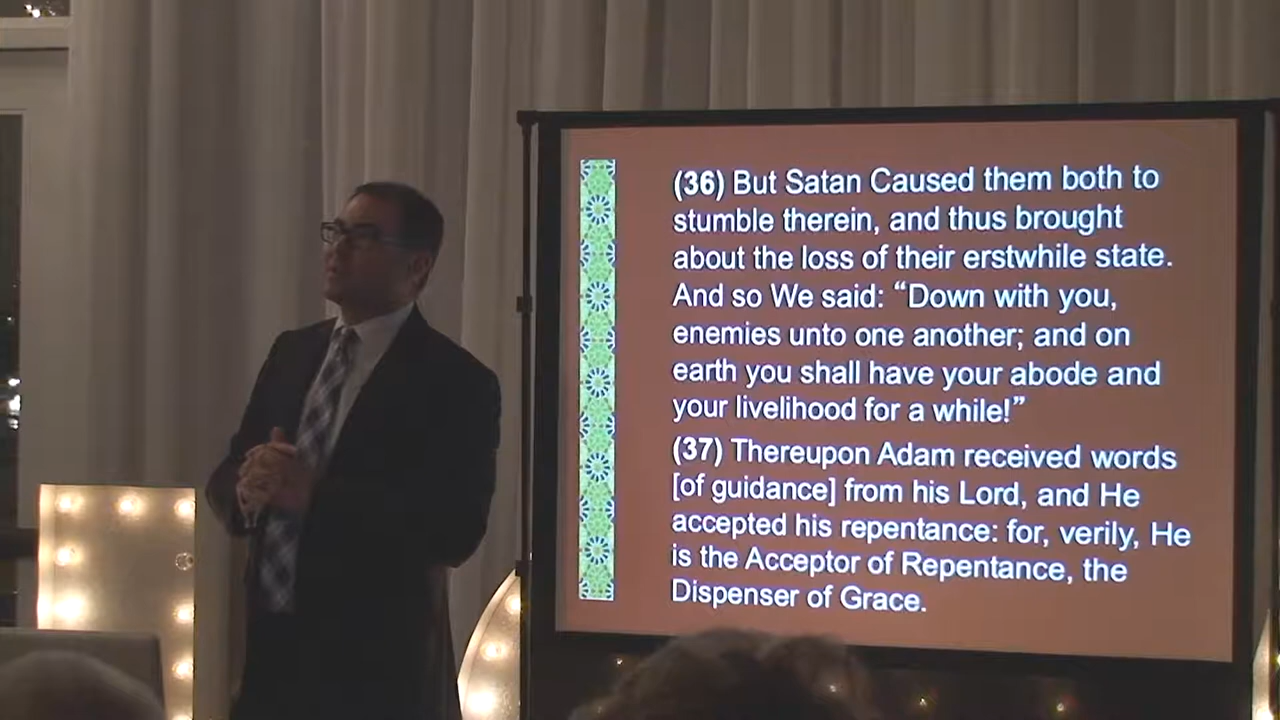 (36) But Satan Caused them both to
stumble therein, and thus brought
about the loss of their erstwhile state.
And so We said: “Down with you,
enemies unto one another; and on
earth you shall have your abode and
your livelihood for a while!”
(37) Thereupon Adam received words
[of guidance] from his Lord, and He
accepted his repentance: for, verily, He
is the Acceptor of Repentance, the
Dispenser of Grace.